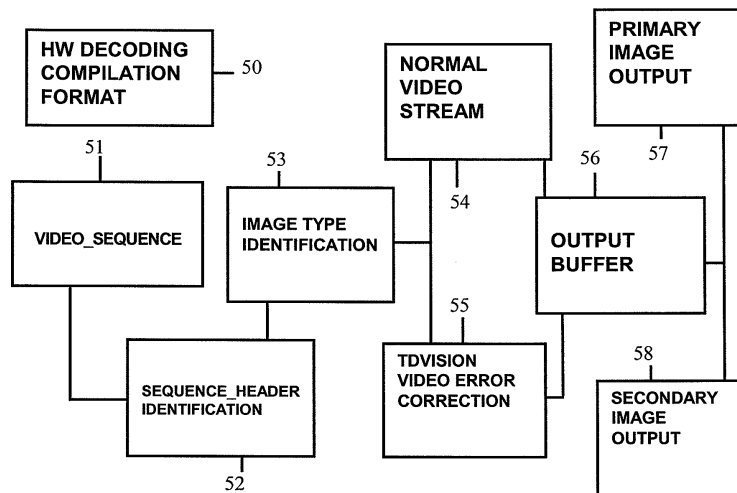 HW DECODING
COMPILATION
FORMAT
50
NORMAL
VIDEO
STREAM
54
PRIMARY
IMAGE
OUTPUT
57
51
VIDEO_SEQUENCE
53
IMAGE TYPE
IDENTIFICATION
56
OUTPUT
BUFFER
SEQUENCE_HEADER
IDENTIFICATION
52
55
TDVISION
VIDEO ERROR
CORRECTION
58
SECONDARY
IMAGE
OUTPUT